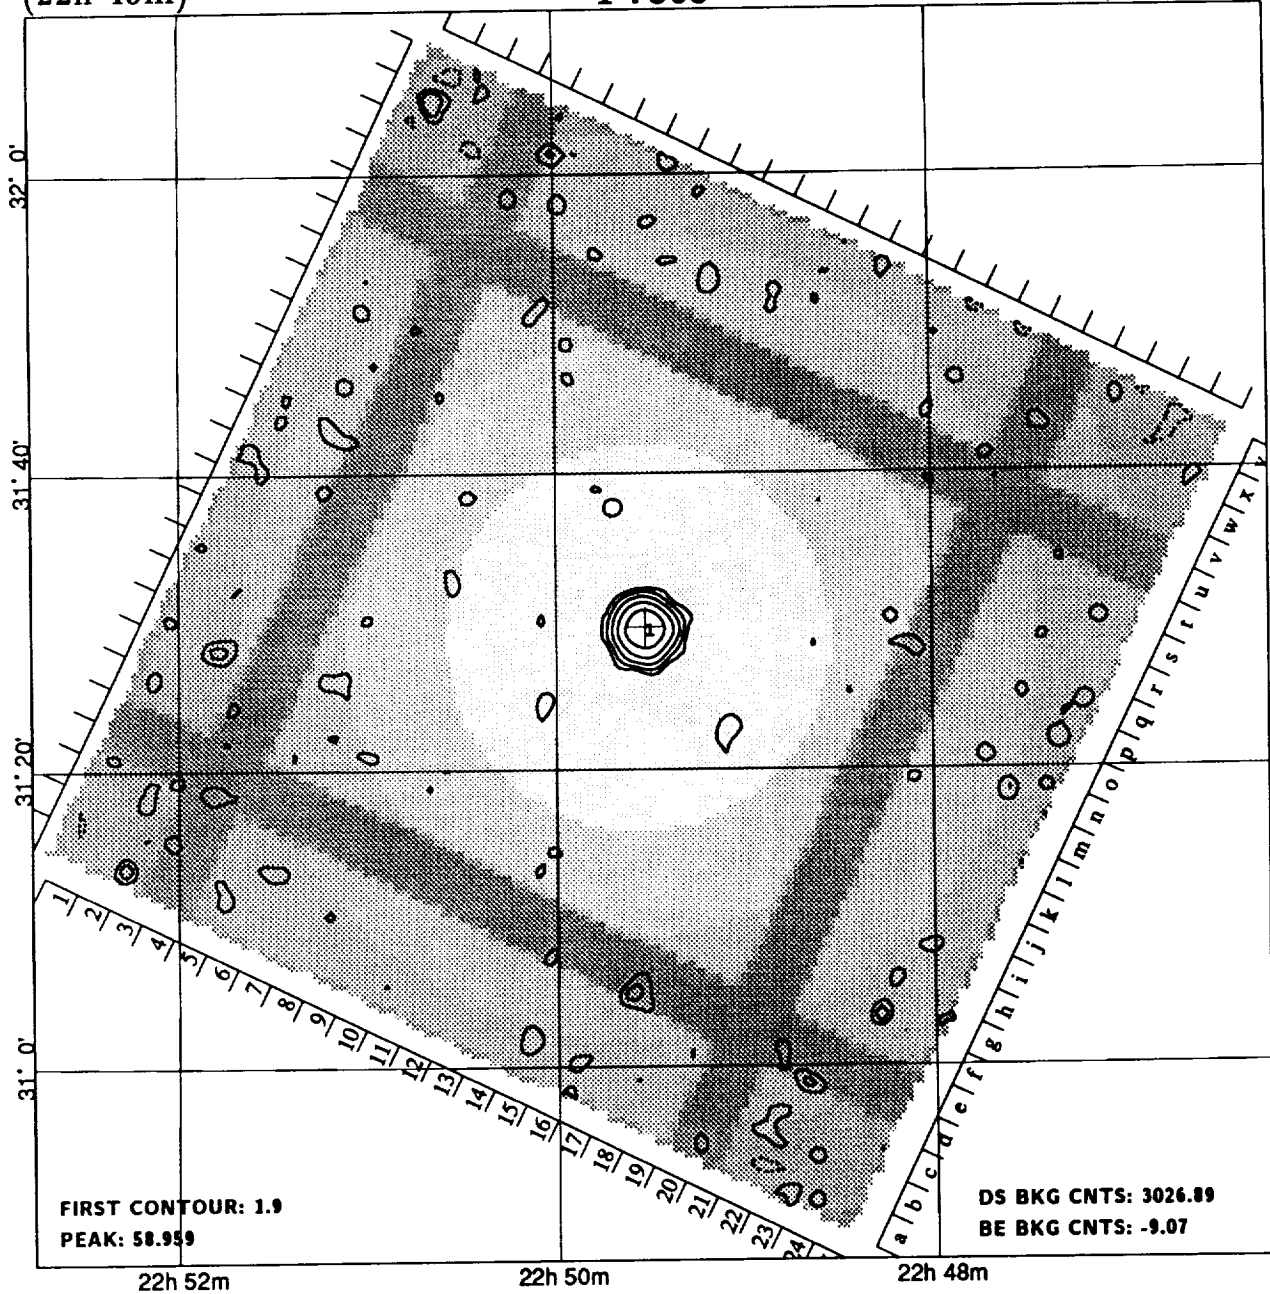 32° 0'
31° 40'
31° 20'
31° 0'
1 2 3 4 5 6 7 8 9 10 11 12 13 14 15 16 17 18 19 20 21 22 23 24
a b c d e f g h i j k l m n o p q r s t u v w x y
1
FIRST CONTOUR: 1.9
PEAK: 58.959
DS BKG CNTS: 3026.89
BE BKG CNTS: -9.07
22h 52m
22h 50m
22h 48m